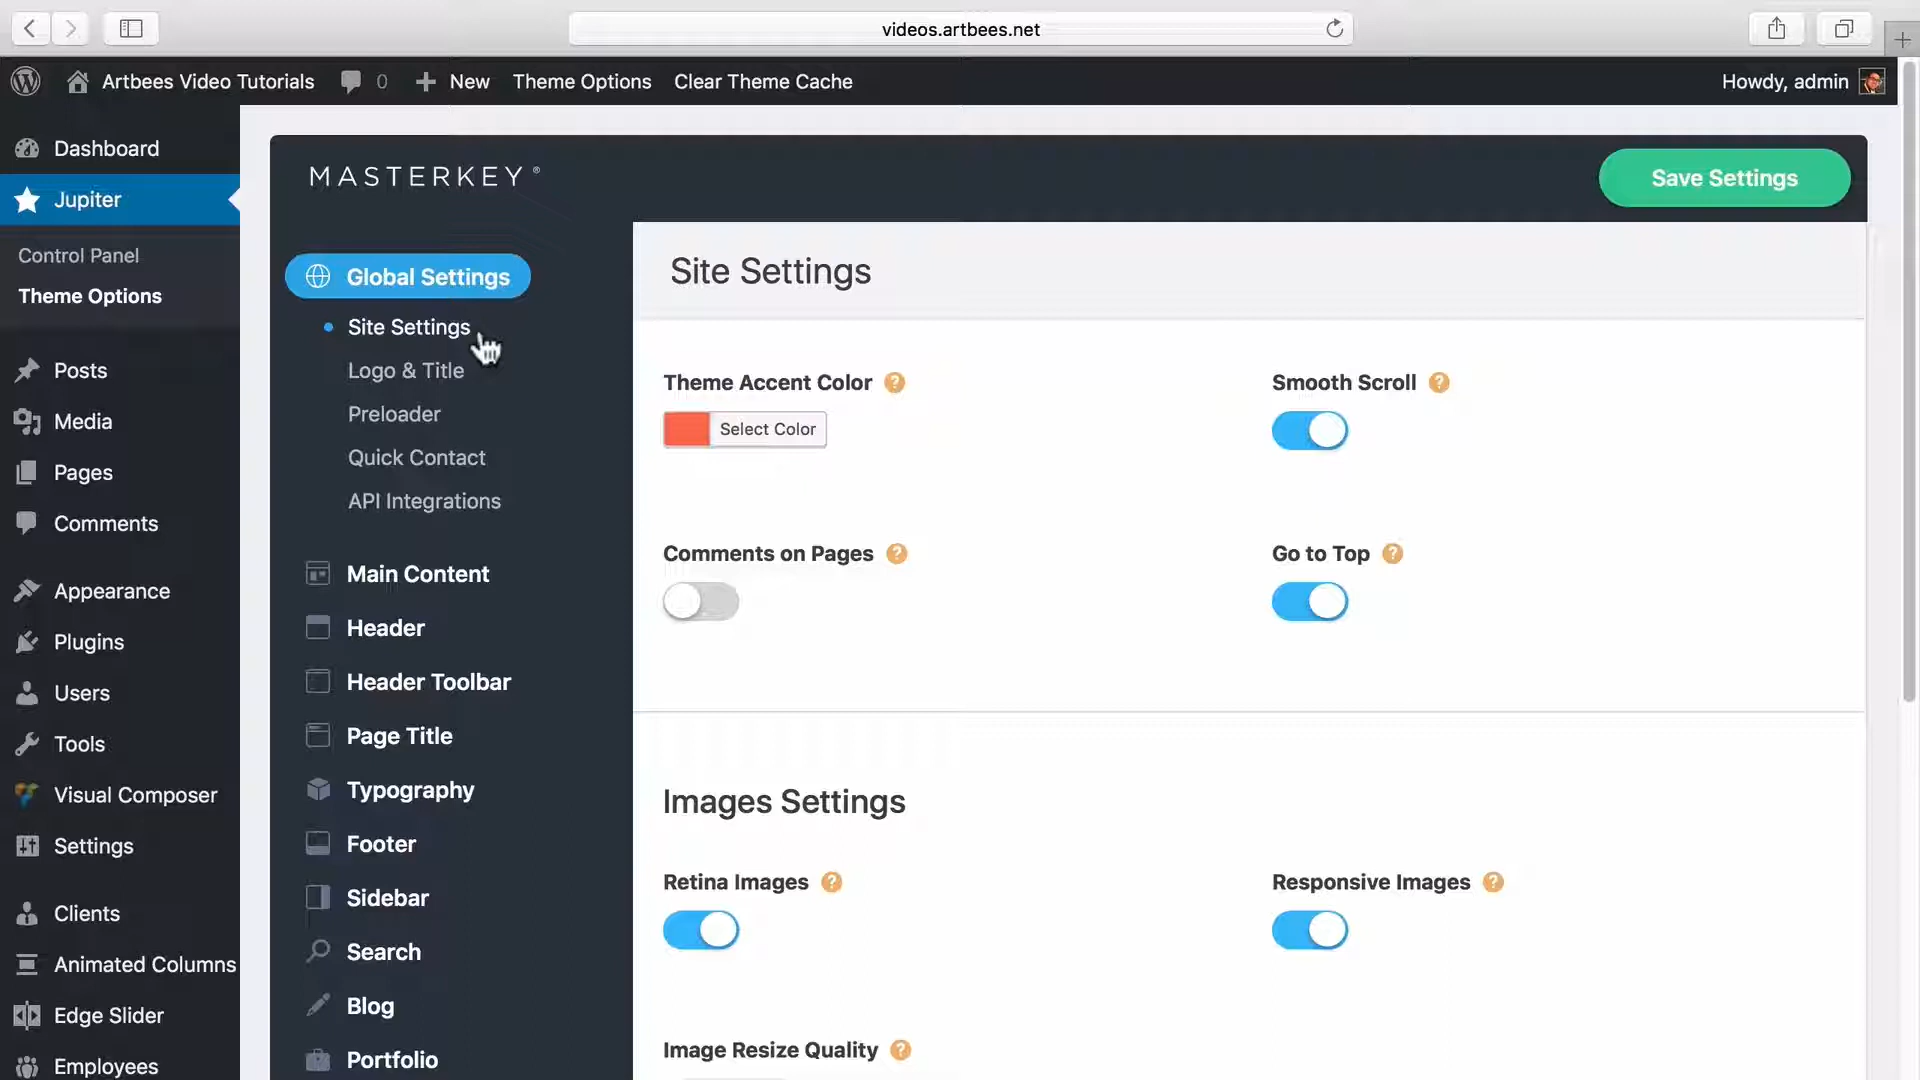 videos.artbees.net
Artbees Video Tutorials 0 New Theme Options Clear Theme Cache Howdy, admin
Dashboard
Jupiter
Control Panel
Theme Options
Posts
Media
Pages
Comments
Appearance
Plugins
Users
Tools
Visual Composer
Settings
Clients
Animated Columns
Edge Slider
Employees
MASTERKEY®
Save Settings
Global Settings
Site Settings
Logo & Title
Preloader
Quick Contact
API Integrations
Main Content
Header
Header Toolbar
Page Title
Typography
Footer
Sidebar
Search
Blog
Portfolio
Site Settings
Theme Accent Color ?
Select Color
Smooth Scroll ?
Comments on Pages ?
Go to Top ?
Images Settings
Retina Images ?
Responsive Images ?
Image Resize Quality ?